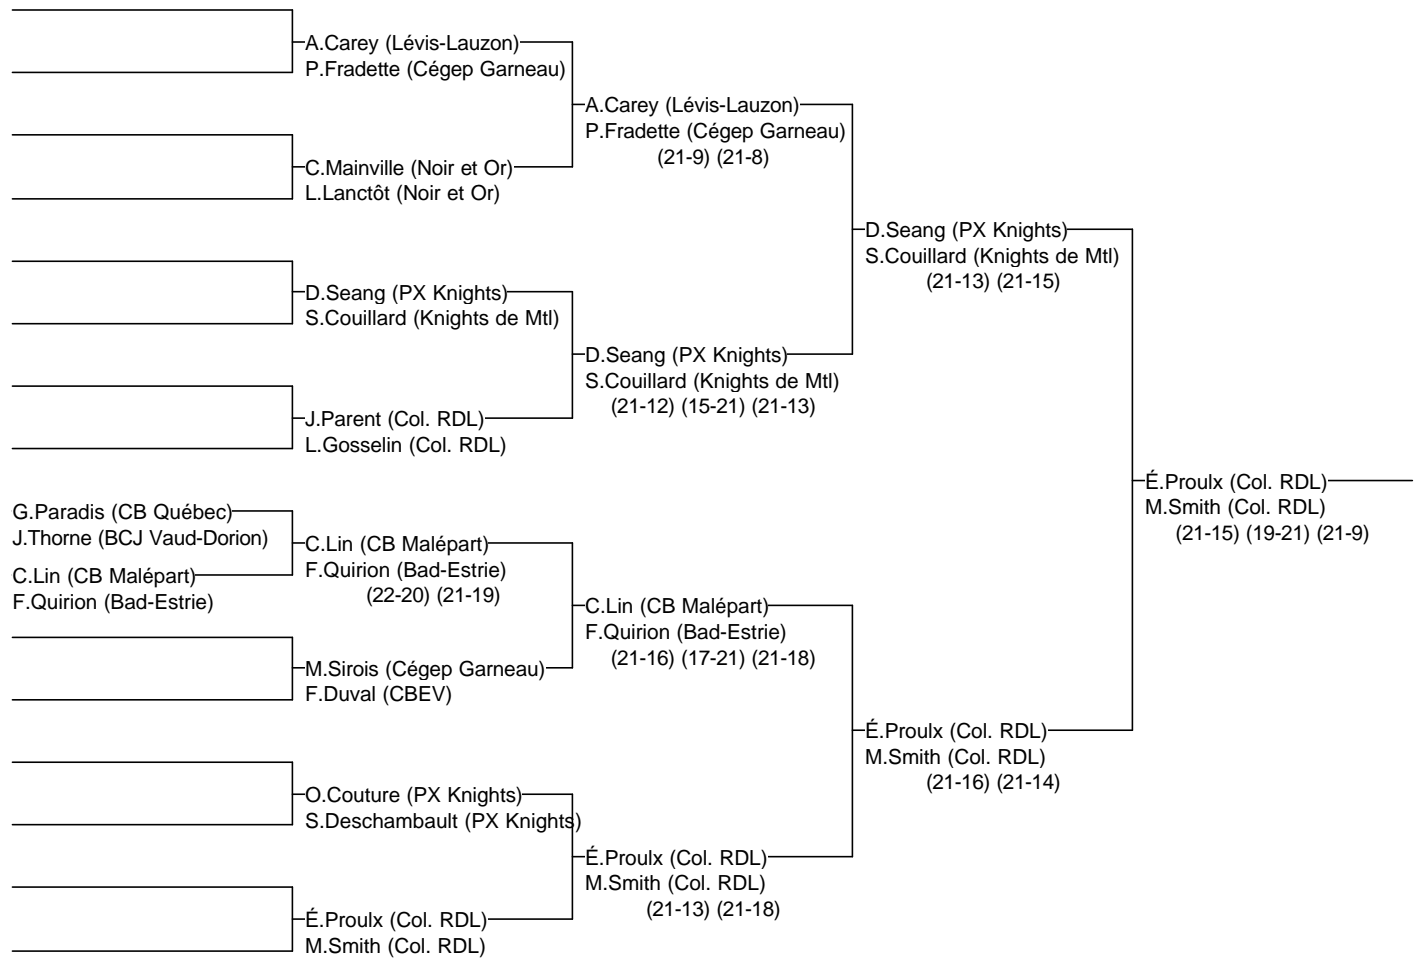 A.Carey (Lévis-Lauzon)
P.Fradette (Cégep Garneau)
C.Mainville (Noir et Or)
L.Lanctôt (Noir et Or)
D.Seang (PX Knights)
S.Couillard (Knights de Mtl)
J.Parent (Col. RDL)
L.Gosselin (Col. RDL)
G.Paradis (CB Québec)
J.Thorne (BCJ Vaud-Dorion)
C.Lin (CB Malépart)
F.Quirion (Bad-Estrie)
C.Lin (CB Malépart)
F.Quirion (Bad-Estrie)
(22-20) (21-19)
M.Sirois (Cégep Garneau)
F.Duval (CBEV)
O.Couture (PX Knights)
S.Deschambault (PX Knights)
É.Proulx (Col. RDL)
M.Smith (Col. RDL)
A.Carey (Lévis-Lauzon)
P.Fradette (Cégep Garneau)
(21-9) (21-8)
D.Seang (PX Knights)
S.Couillard (Knights de Mtl)
(21-12) (15-21) (21-13)
C.Lin (CB Malépart)
F.Quirion (Bad-Estrie)
(21-16) (17-21) (21-18)
É.Proulx (Col. RDL)
M.Smith (Col. RDL)
(21-13) (21-18)
D.Seang (PX Knights)
S.Couillard (Knights de Mtl)
(21-13) (21-15)
É.Proulx (Col. RDL)
M.Smith (Col. RDL)
(21-16) (21-14)
É.Proulx (Col. RDL)
M.Smith (Col. RDL)
(21-15) (19-21) (21-9)